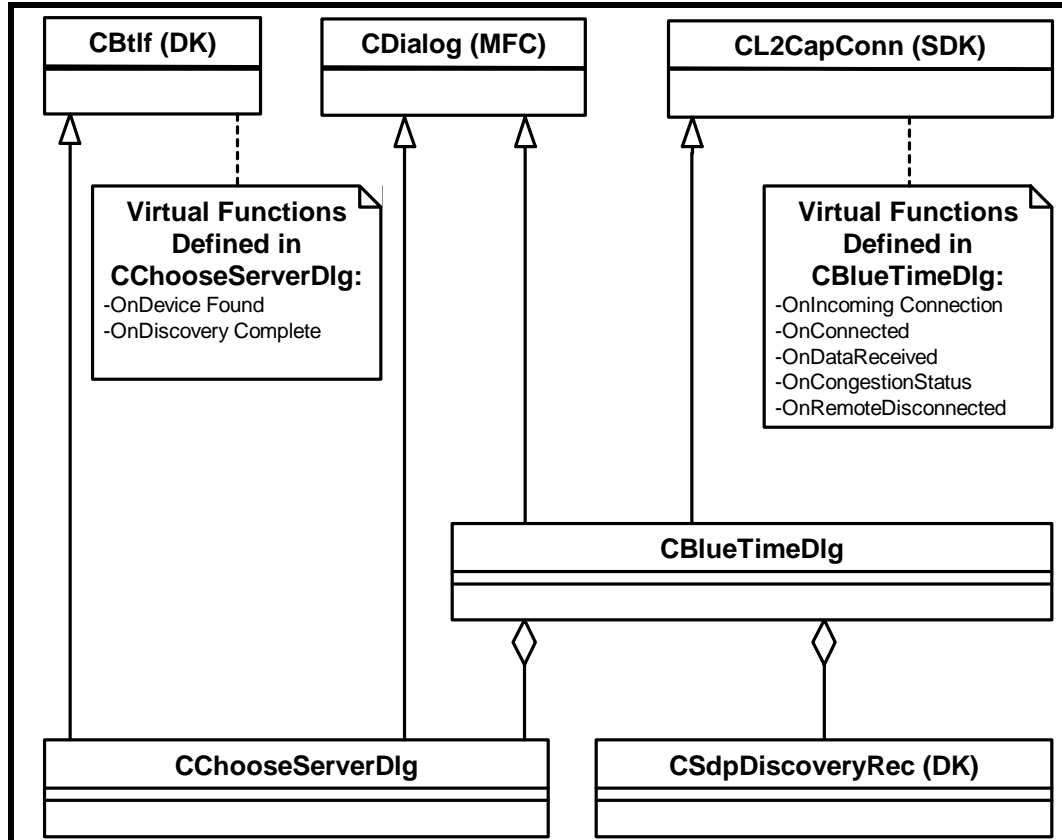 CBtIf (DK)
CDialog (MFC)
CL2CapConn (SDK)
Virtual Functions
Defined in
CChooseServerDlg:
-OnDevice Found
-OnDiscovery Complete
Virtual Functions
Defined in
CBlueTimeDlg:
-OnIncoming Connection
-OnConnected
-OnDataReceived
-OnCongestionStatus
-OnRemoteDisconnected
CBlueTimeDlg
CChooseServerDlg
CSdpDiscoveryRec (DK)